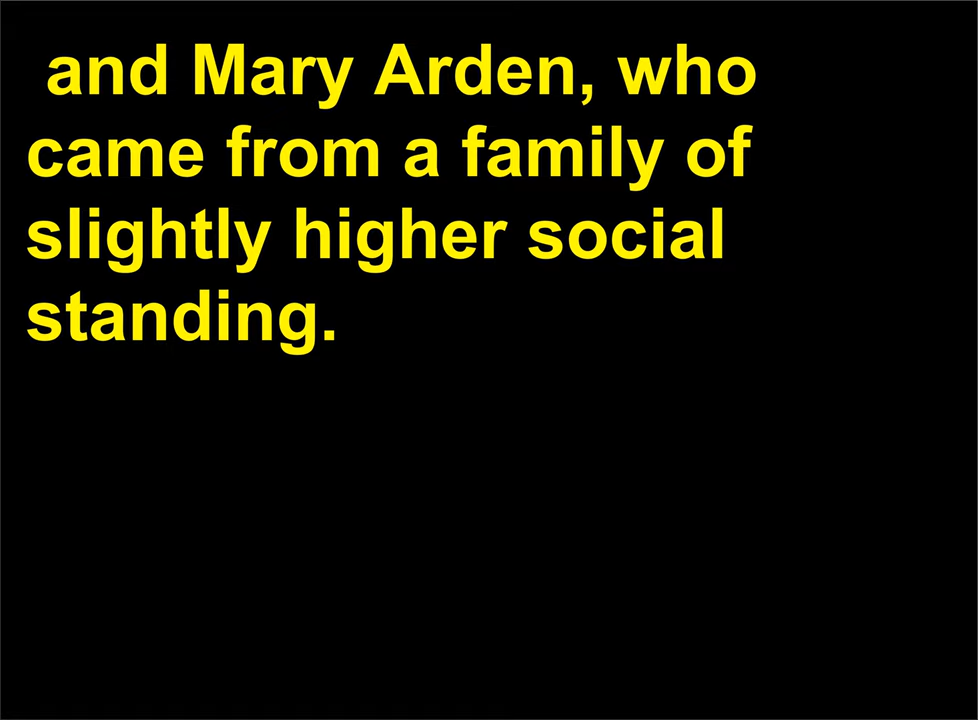 and Mary Arden, who
came from a family of
slightly higher social
standing.